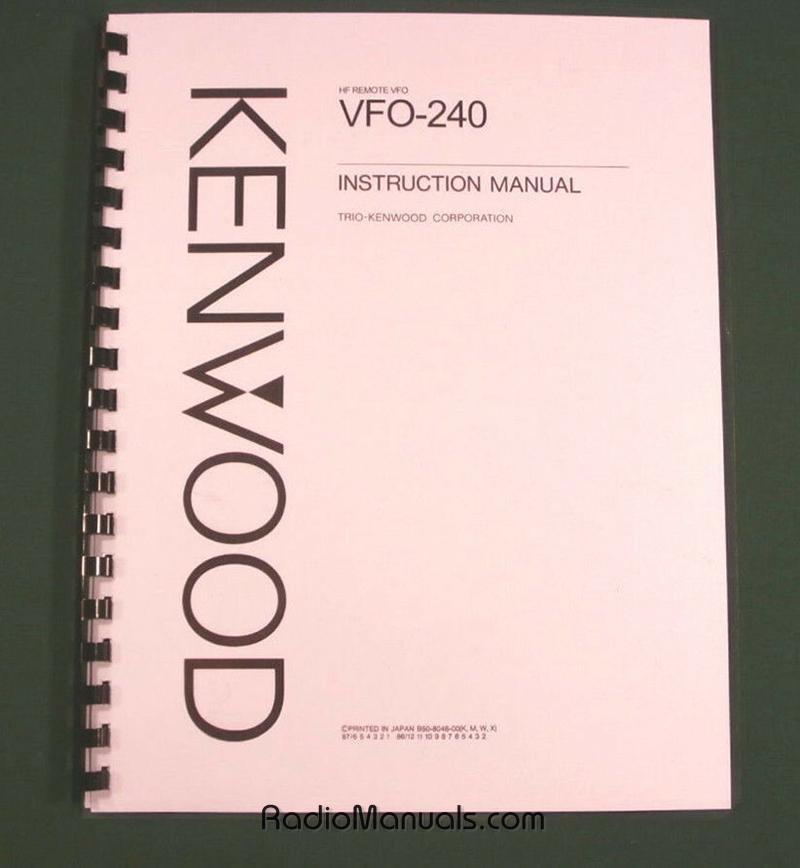 KENWOOD
HF REMOTE VFO
VFO-240
INSTRUCTION MANUAL
TRIO-KENWOOD CORPORATION
©PRINTED IN JAPAN B50-8046-00(K, M, W, X)
87/6 5 4 3 2 1 86/12 11 10 9 8 7 6 5 4 3 2
RadioManuals.com